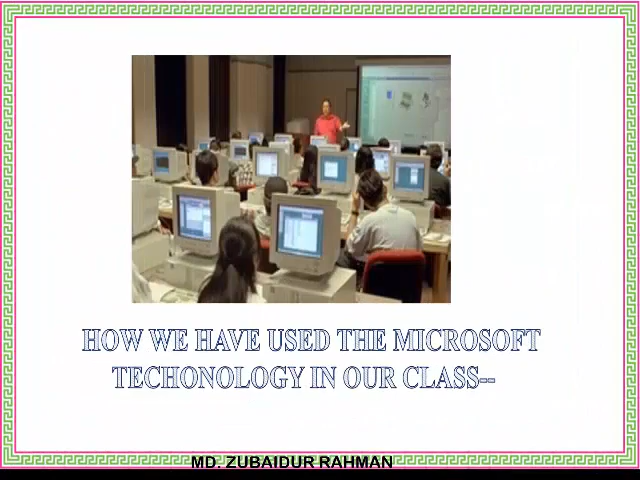 HOW WE HAVE USED THE MICROSOFT
TECHONOLOGY IN OUR CLASS--
MD. ZUBAIDUR RAHMAN